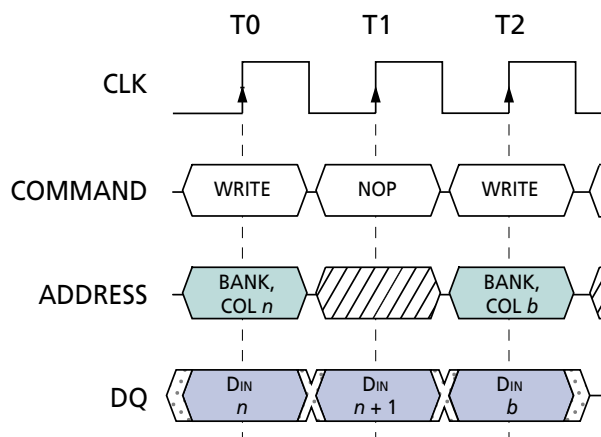 T0 T1 T2
CLK
COMMAND WRITE NOP WRITE
ADDRESS BANK, COL n BANK, COL b
DQ DIN n DIN n + 1 DIN b